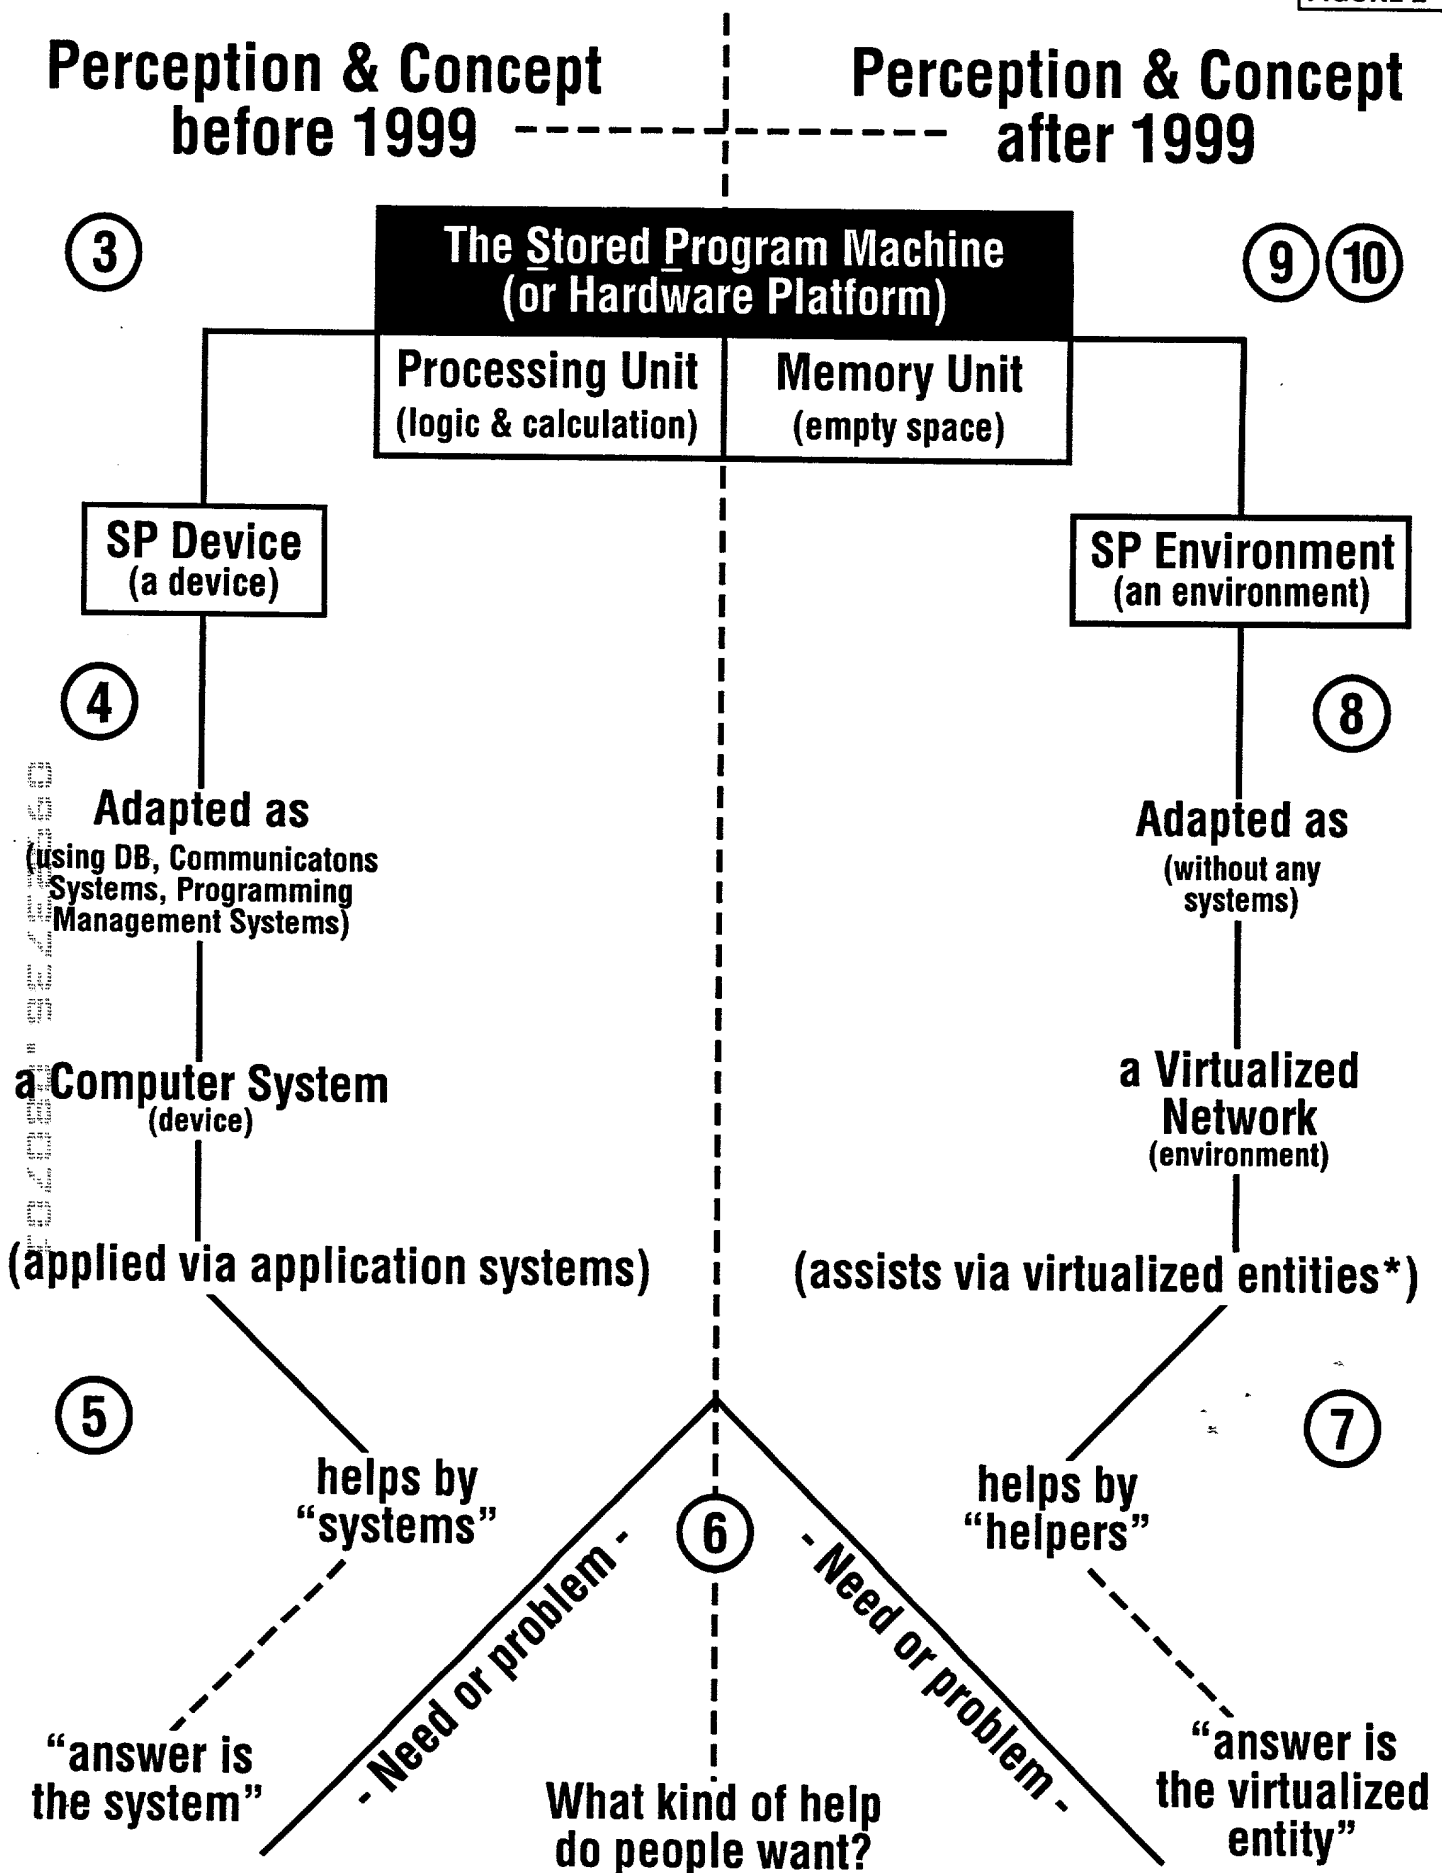 Perception & Concept
before 1999
Perception & Concept
after 1999
3
The Stored Program Machine
(or Hardware Platform)
9 10
Processing Unit
(logic & calculation)
Memory Unit
(empty space)
SP Device
(a device)
SP Environment
(an environment)
4
8
Adapted as
(using DB, Communicatons
Systems, Programming
Management Systems)
Adapted as
(without any
systems)
a Computer System
(device)
a Virtualized
Network
(environment)
(applied via application systems)
(assists via virtualized entities*)
5
7
helps by
“systems”
helps by
“helpers”
6
- Need or problem -
- Need or problem -
“answer is
the system”
What kind of help
do people want?
“answer is
the virtualized
entity”